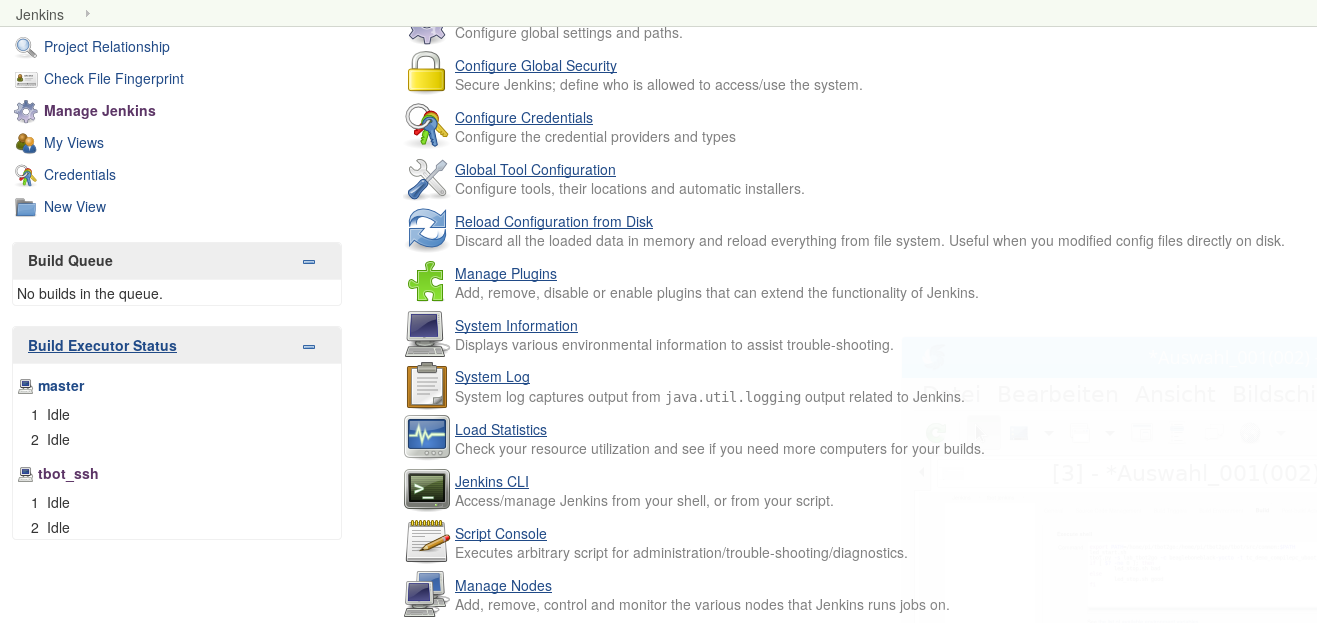 Jenkins
Project Relationship
Check File Fingerprint
Manage Jenkins
My Views
Credentials
New View
Build Queue
No builds in the queue.
Build Executor Status
master
1 Idle
2 Idle
tbot_ssh
1 Idle
2 Idle
Configure global settings and paths.
Configure Global Security
Secure Jenkins; define who is allowed to access/use the system.
Configure Credentials
Configure the credential providers and types
Global Tool Configuration
Configure tools, their locations and automatic installers.
Reload Configuration from Disk
Discard all the loaded data in memory and reload everything from file system. Useful when you modified config files directly on disk.
Manage Plugins
Add, remove, disable or enable plugins that can extend the functionality of Jenkins.
System Information
Displays various environmental information to assist trouble-shooting.
System Log
System log captures output from java.util.logging output related to Jenkins.
Load Statistics
Check your resource utilization and see if you need more computers for your builds.
Jenkins CLI
Access/manage Jenkins from your shell, or from your script.
Script Console
Executes arbitrary script for administration/trouble-shooting/diagnostics.
Manage Nodes
Add, remove, control and monitor the various nodes that Jenkins runs jobs on.
Datei Bearbeiten Ansicht Bildschi
[3] - †Auswahl_001(002)